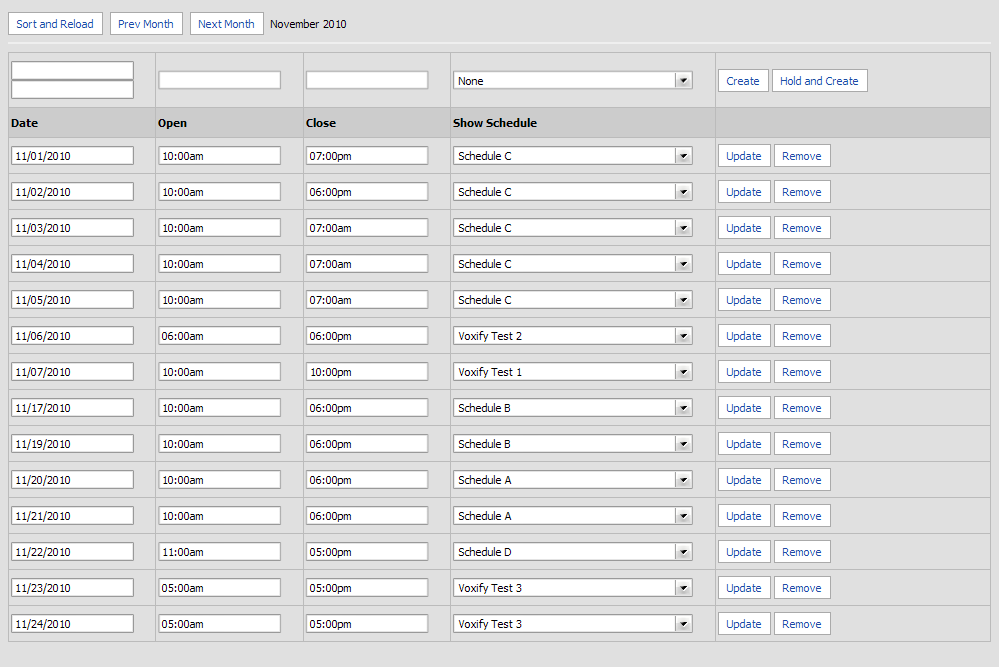 Sort and Reload Prev Month Next Month November 2010
None Create Hold and Create
Date Open Close Show Schedule
11/01/2010 10:00am 07:00pm Schedule C Update Remove
11/02/2010 10:00am 06:00pm Schedule C Update Remove
11/03/2010 10:00am 07:00am Schedule C Update Remove
11/04/2010 10:00am 07:00am Schedule C Update Remove
11/05/2010 10:00am 07:00am Schedule C Update Remove
11/06/2010 06:00am 06:00pm Voxify Test 2 Update Remove
11/07/2010 10:00am 10:00pm Voxify Test 1 Update Remove
11/17/2010 10:00am 06:00pm Schedule B Update Remove
11/19/2010 10:00am 06:00pm Schedule B Update Remove
11/20/2010 10:00am 06:00pm Schedule A Update Remove
11/21/2010 10:00am 06:00pm Schedule A Update Remove
11/22/2010 11:00am 05:00pm Schedule D Update Remove
11/23/2010 05:00am 05:00pm Voxify Test 3 Update Remove
11/24/2010 05:00am 05:00pm Voxify Test 3 Update Remove